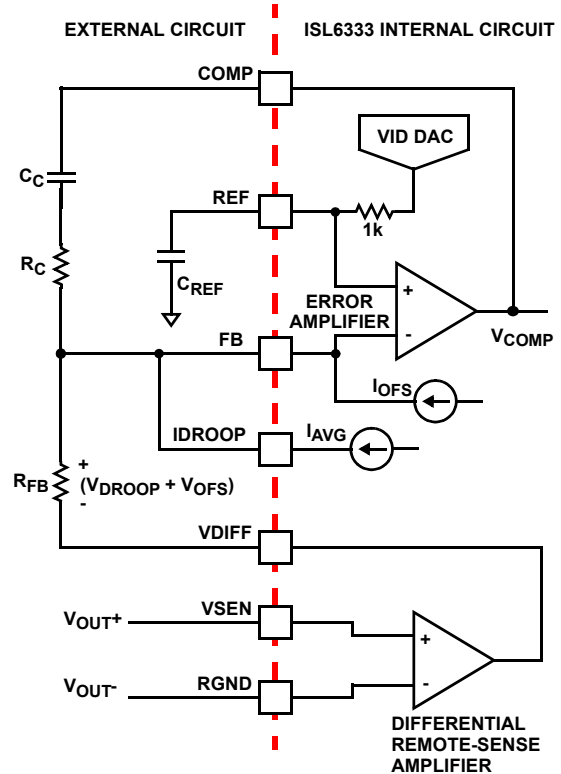 EXTERNAL CIRCUIT
ISL6333 INTERNAL CIRCUIT
COMP
VID DAC
CC
REF
1k
RC
CREF
ERROR
AMPLIFIER
+
-
VCOMP
FB
IOFS
IDROOP
IAVG
RFB
+
(VDROOP + VOFS)
-
VDIFF
VSEN
VOUT+
+
RGND
VOUT-
-
DIFFERENTIAL
REMOTE-SENSE
AMPLIFIER